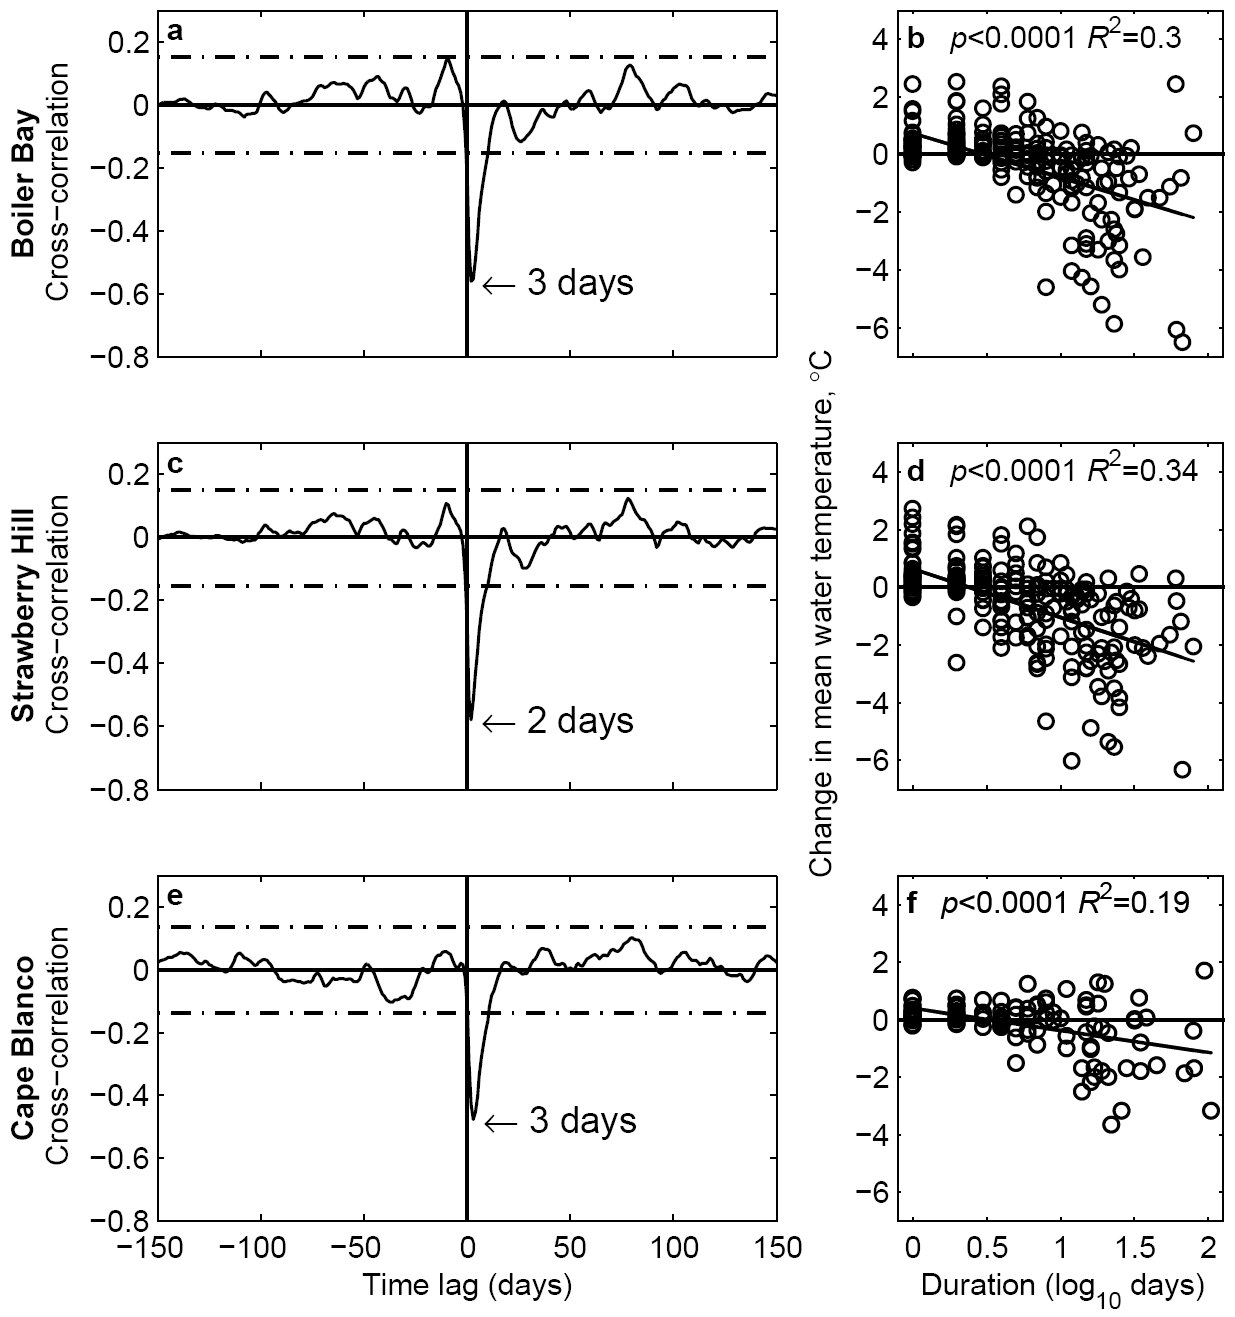 Boiler Bay
Cross−correlation
a
0.2
0
−0.2
−0.4
−0.6
−0.8
← 3 days
b p<0.0001 R²=0.3
4
2
0
−2
−4
−6
Strawberry Hill
Cross−correlation
c
0.2
0
−0.2
−0.4
−0.6
−0.8
← 2 days
Change in mean water temperature, °C
d p<0.0001 R²=0.34
4
2
0
−2
−4
−6
Cape Blanco
Cross−correlation
e
0.2
0
−0.2
−0.4
−0.6
−0.8
← 3 days
−150 −100 −50 0 50 100 150
Time lag (days)
f p<0.0001 R²=0.19
4
2
0
−2
−4
−6
0 0.5 1 1.5 2
Duration (log₁₀ days)